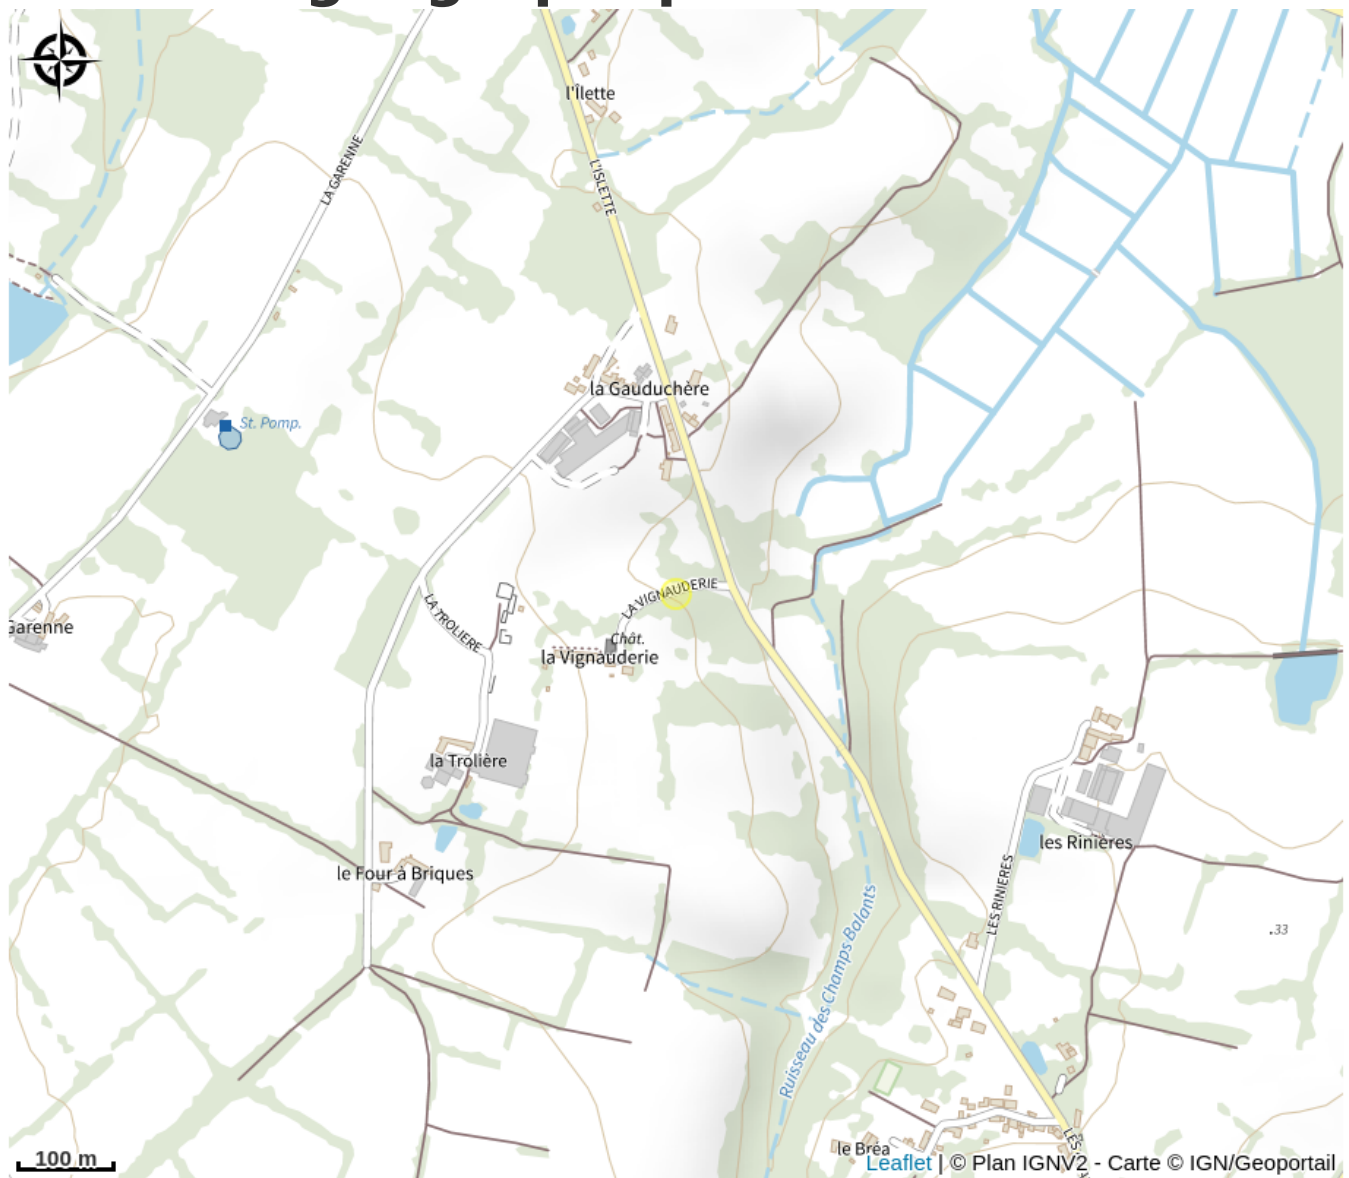 l'Îlette
LA GARENNE
L'ISLETTE
la Gauduchère
St. Pomp.
LA VIGNAUDERIE
LA TROLIERE
Garenne
Chât.
la Vignauderie
la Trolière
les Rinières
le Four à Briques
LES RINIERES
.33
Ruisseau des Champs Balants
le Bréa
100 m
Leaflet | © Plan IGNV2 - Carte © IGN/Geoportail